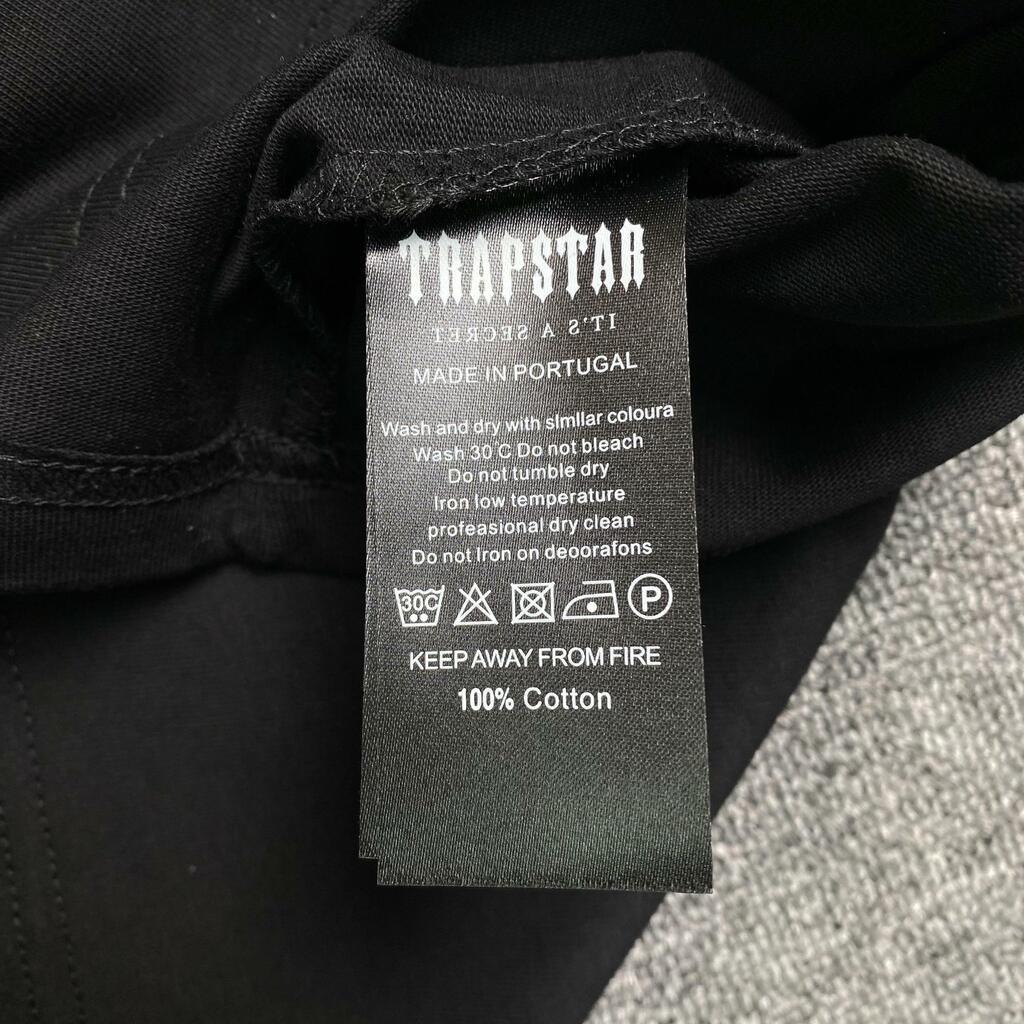 TRAPSTAR
IT'S A SECRET
MADE IN PORTUGAL
Wash and dry with simllar coloura
Wash 30 C Do not bleach
Do not tumble dry
Iron low temperature
profeasional dry clean
Do not Iron on deoorafons
30C
P
KEEP AWAY FROM FIRE
100% Cotton